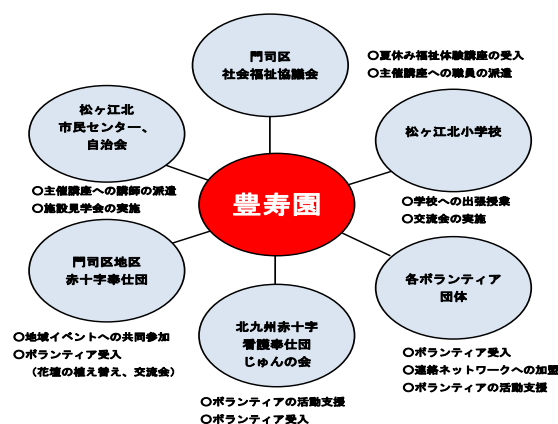 門司区
社会福祉協議会
○夏休み福祉体験講座の受入
○主催講座への職員の派遣
松ヶ江北
市民センター、
自治会
松ヶ江北小学校
○主催講座への講師の派遣
○施設見学会の実施
豊寿園
○学校への出張授業
○交流会の実施
門司区地区
赤十字奉仕団
各ボランティア
団体
○地域イベントへの共同参加
○ボランティア受入
(花壇の植え替え、交流会)
北九州赤十字
看護奉仕団
じゅんの会
○ボランティア受入
○連絡ネットワークへの加盟
○ボランティアの活動支援
○ボランティアの活動支援
○ボランティア受入